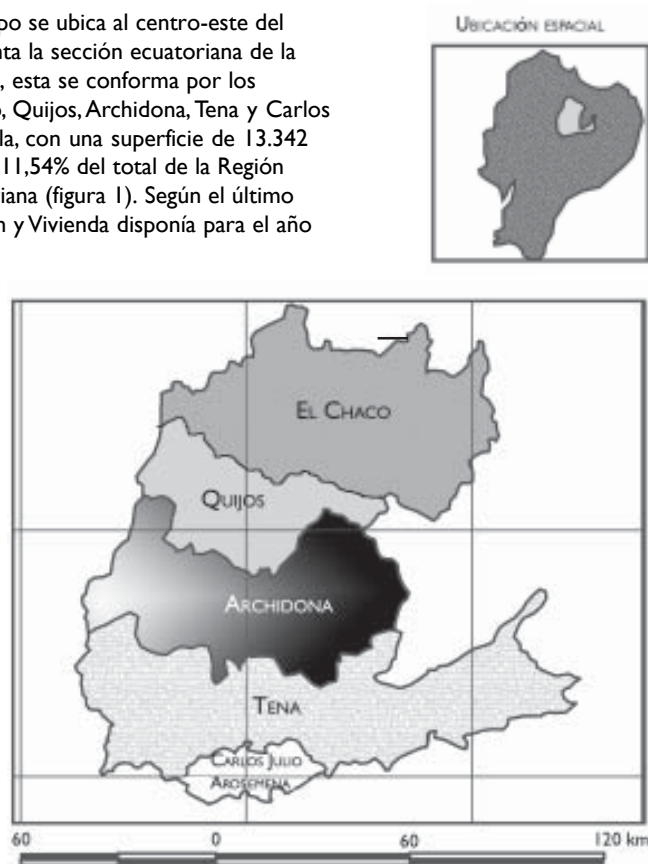 po se ubica al centro-este del
nta la sección ecuatoriana de la
, esta se conforma por los
, Quijos, Archidona, Tena y Carlos
la, con una superficie de 13.342
11,54% del total de la Región
iana (figura 1). Según el último
n y Vivienda disponía para el año
UBICACIÓN ESPACIAL
EL CHACO
QUIJOS
ARCHIDONA
TENA
CARLOS JULIO
AROSEMENA
60 0 60 120 km